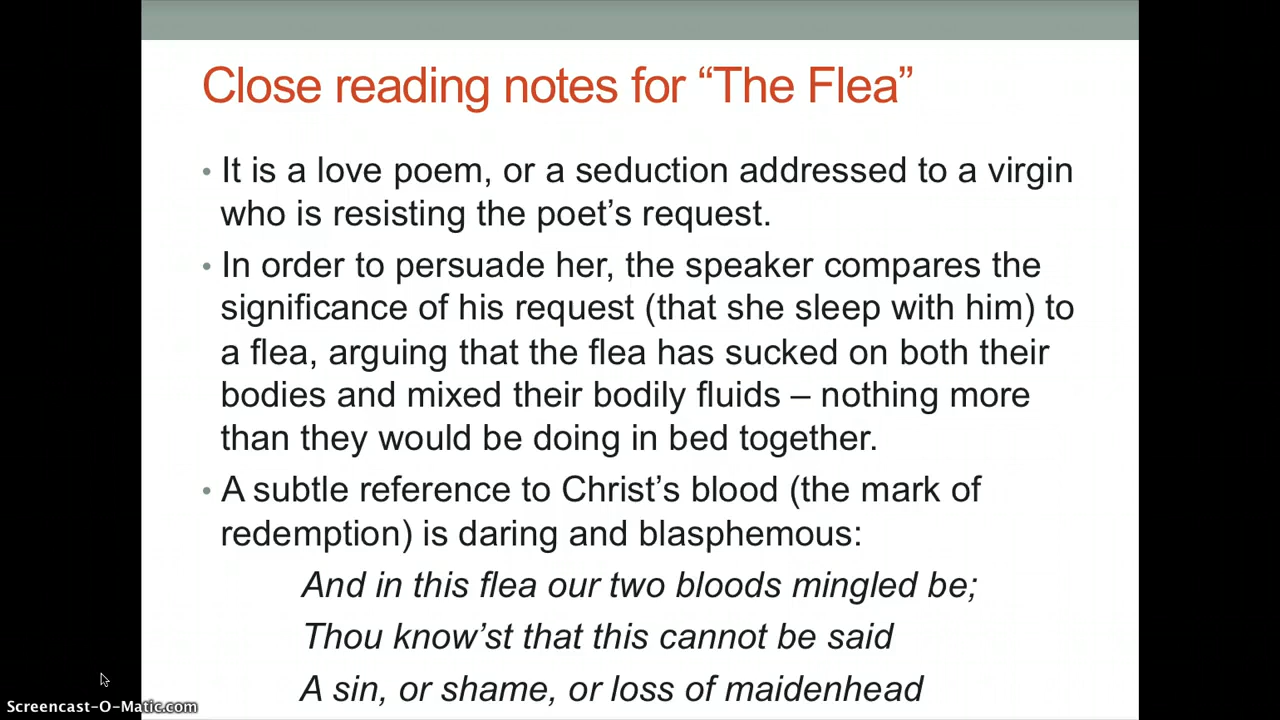 Close reading notes for “The Flea”
• It is a love poem, or a seduction addressed to a virgin
who is resisting the poet’s request.
• In order to persuade her, the speaker compares the
significance of his request (that she sleep with him) to
a flea, arguing that the flea has sucked on both their
bodies and mixed their bodily fluids – nothing more
than they would be doing in bed together.
• A subtle reference to Christ’s blood (the mark of
redemption) is daring and blasphemous:
And in this flea our two bloods mingled be;
Thou know’st that this cannot be said
A sin, or shame, or loss of maidenhead
Screencast-O-Matic.com